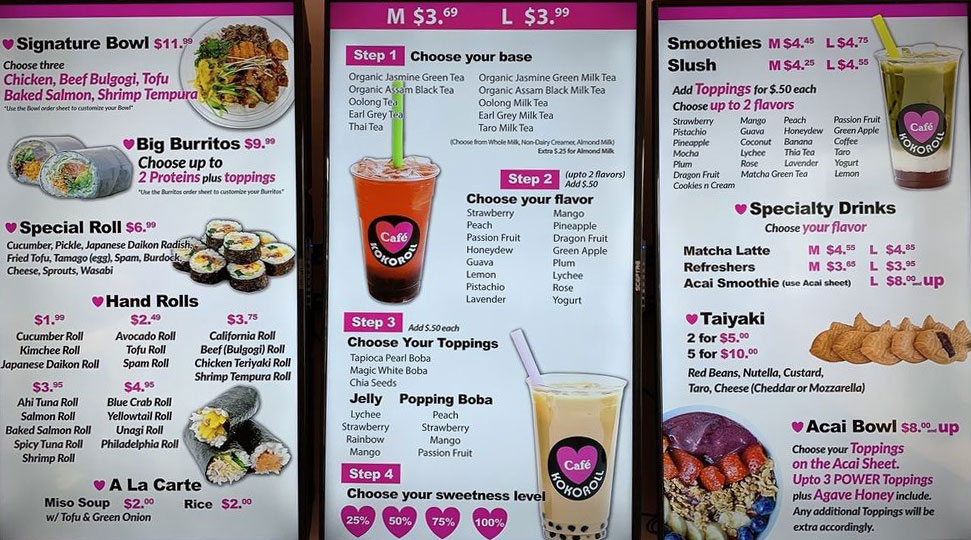 Signature Bowl $11.99
Choose three
Chicken, Beef Bulgogi, Tofu
Baked Salmon, Shrimp Tempura
*Use the Bowl order sheet to customize your Bowl*
Big Burritos $9.99
Choose up to
2 Proteins plus toppings
*Use the Burritos order sheet to customize your Burritos*
Special Roll $6.99
Cucumber, Pickle, Japanese Daikon Radish,
Fried Tofu, Tamago (egg), Spam, Burdock,
Cheese, Sprouts, Wasabi
Hand Rolls
$1.99
Cucumber Roll
Kimchee Roll
Japanese Daikon Roll
$2.49
Avocado Roll
Tofu Roll
Spam Roll
$3.75
California Roll
Beef (Bulgogi) Roll
Chicken Teriyaki Roll
Shrimp Tempura Roll
$3.95
Ahi Tuna Roll
Salmon Roll
Baked Salmon Roll
Spicy Tuna Roll
Shrimp Roll
$4.95
Blue Crab Roll
Yellowtail Roll
Unagi Roll
Philadelphia Roll
A La Carte
Miso Soup $2.00 Rice $2.00
w/ Tofu & Green Onion
M $3.69 L $3.99
Step 1 Choose your base
Organic Jasmine Green Tea
Organic Assam Black Tea
Oolong Tea
Earl Grey Tea
Thai Tea
Organic Jasmine Green Milk Tea
Organic Assam Black Milk Tea
Oolong Milk Tea
Earl Grey Milk Tea
Taro Milk Tea
(Choose from Whole Milk, Non-Dairy Creamer, Almond Milk)
Extra $.25 for Almond Milk
Step 2 (upto 2 flavors)
Add $.50
Choose your flavor
Strawberry
Peach
Passion Fruit
Honeydew
Guava
Lemon
Pistachio
Lavender
Mango
Pineapple
Dragon Fruit
Green Apple
Plum
Lychee
Rose
Yogurt
Café
KOKOROLL
Step 3 Add $.50 each
Choose Your Toppings
Tapioca Pearl Boba
Magic White Boba
Chia Seeds
Jelly
Lychee
Strawberry
Rainbow
Mango
Popping Boba
Peach
Strawberry
Mango
Passion Fruit
Step 4
Choose your sweetness level
25% 50% 75% 100%
Café
KOKOROLL
SCEPTRE
Smoothies M $4.45 L $4.75
Slush M $4.25 L $4.55
Add Toppings for $.50 each
Choose up to 2 flavors
Strawberry
Pistachio
Pineapple
Mocha
Plum
Dragon Fruit
Cookies n Cream
Mango
Guava
Coconut
Lychee
Rose
Matcha Green Tea
Peach
Honeydew
Banana
Thai Tea
Lavender
Passion Fruit
Green Apple
Coffee
Taro
Yogurt
Lemon
Café
KOKOROLL
Specialty Drinks
Choose your flavor
Matcha Latte M $4.55 L $4.85
Refreshers M $3.65 L $3.95
Acai Smoothie (use Acai sheet) L $8.00 and up
Taiyaki
2 for $5.00
5 for $10.00
Red Beans, Nutella, Custard,
Taro, Cheese (Cheddar or Mozzarella)
Acai Bowl $8.00 and up
Choose your Toppings
on the Acai Sheet.
Upto 3 POWER Toppings
plus Agave Honey include.
Any additional Toppings will be
extra accordingly.